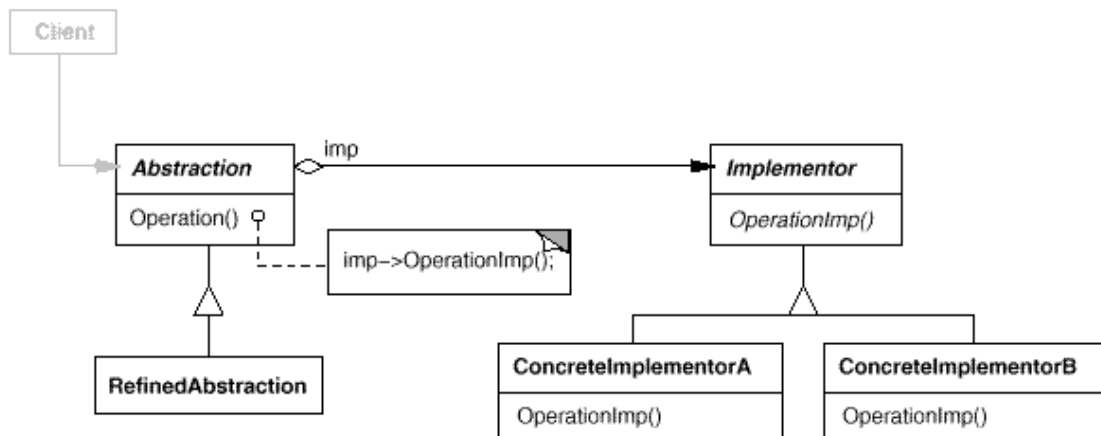 Client
imp
Abstraction
Implementor
Operation()
OperationImp()
imp->OperationImp();
RefinedAbstraction
ConcreteImplementorA
ConcreteImplementorB
OperationImp()
OperationImp()